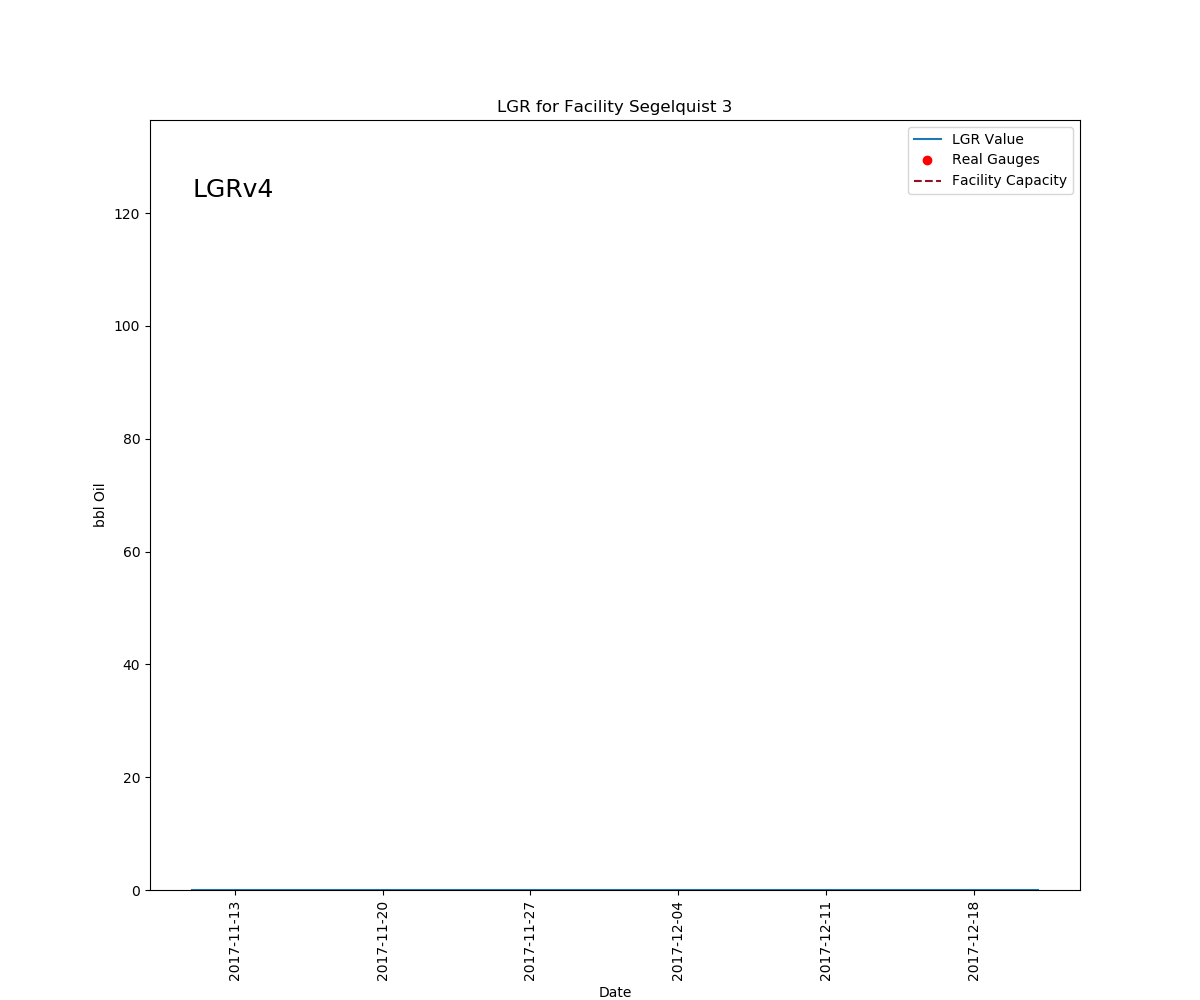 LGR for Facility Segelquist 3
LGRv4
LGR Value
Real Gauges
Facility Capacity
120
100
80
60
40
20
0
bbl Oil
2017-11-13
2017-11-20
2017-11-27
2017-12-04
2017-12-11
2017-12-18
Date